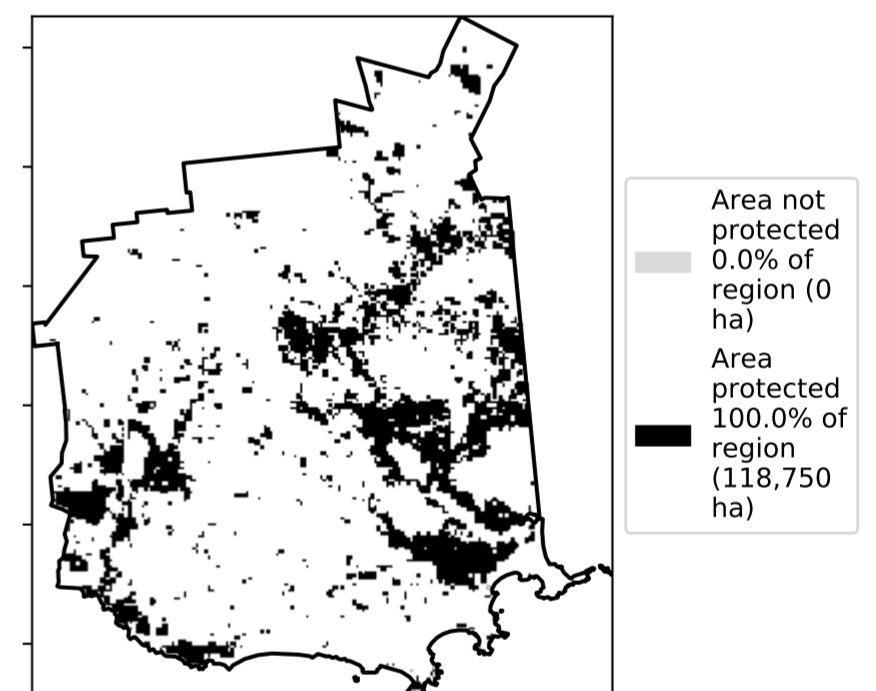 Area not
protected
0.0% of
region (0
ha)
Area
protected
100.0% of
region
(118,750
ha)